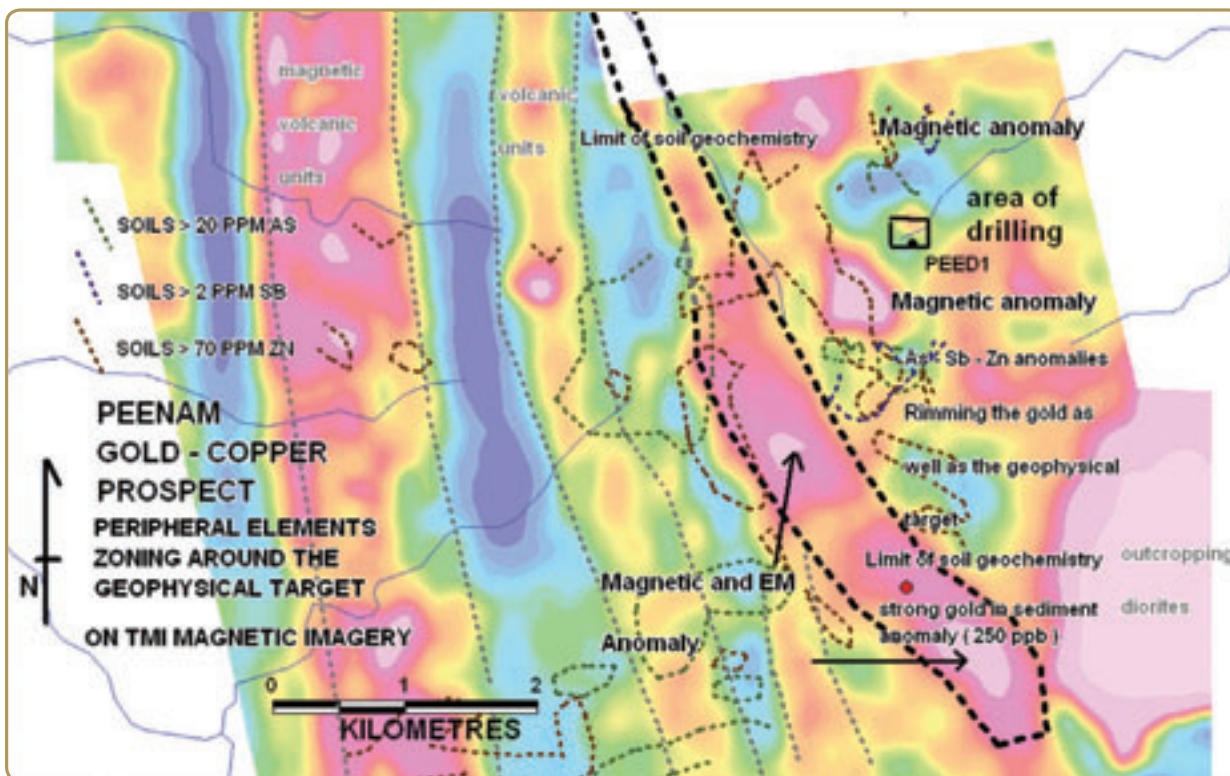 magnetic
volcanic
units
volcanic
units
Limit of soil geochemistry
Magnetic anomaly
area of
drilling
PEED1
Magnetic anomaly
SOILS > 20 PPM AS
SOILS > 2 PPM SB
SOILS > 70 PPM ZN
As - Sb - Zn anomalies
Rimming the gold as
well as the geophysical
target
PEENAM
GOLD - COPPER
PROSPECT
PERIPHERAL ELEMENTS
ZONING AROUND THE
GEOPHYSICAL TARGET
ON TMI MAGNETIC IMAGERY
N
Limit of soil geochemistry
outcropping
diorites
Magnetic and EM
Anomaly
strong gold in sediment
anomaly ( 250 ppb )
0 1 2
KILOMETRES